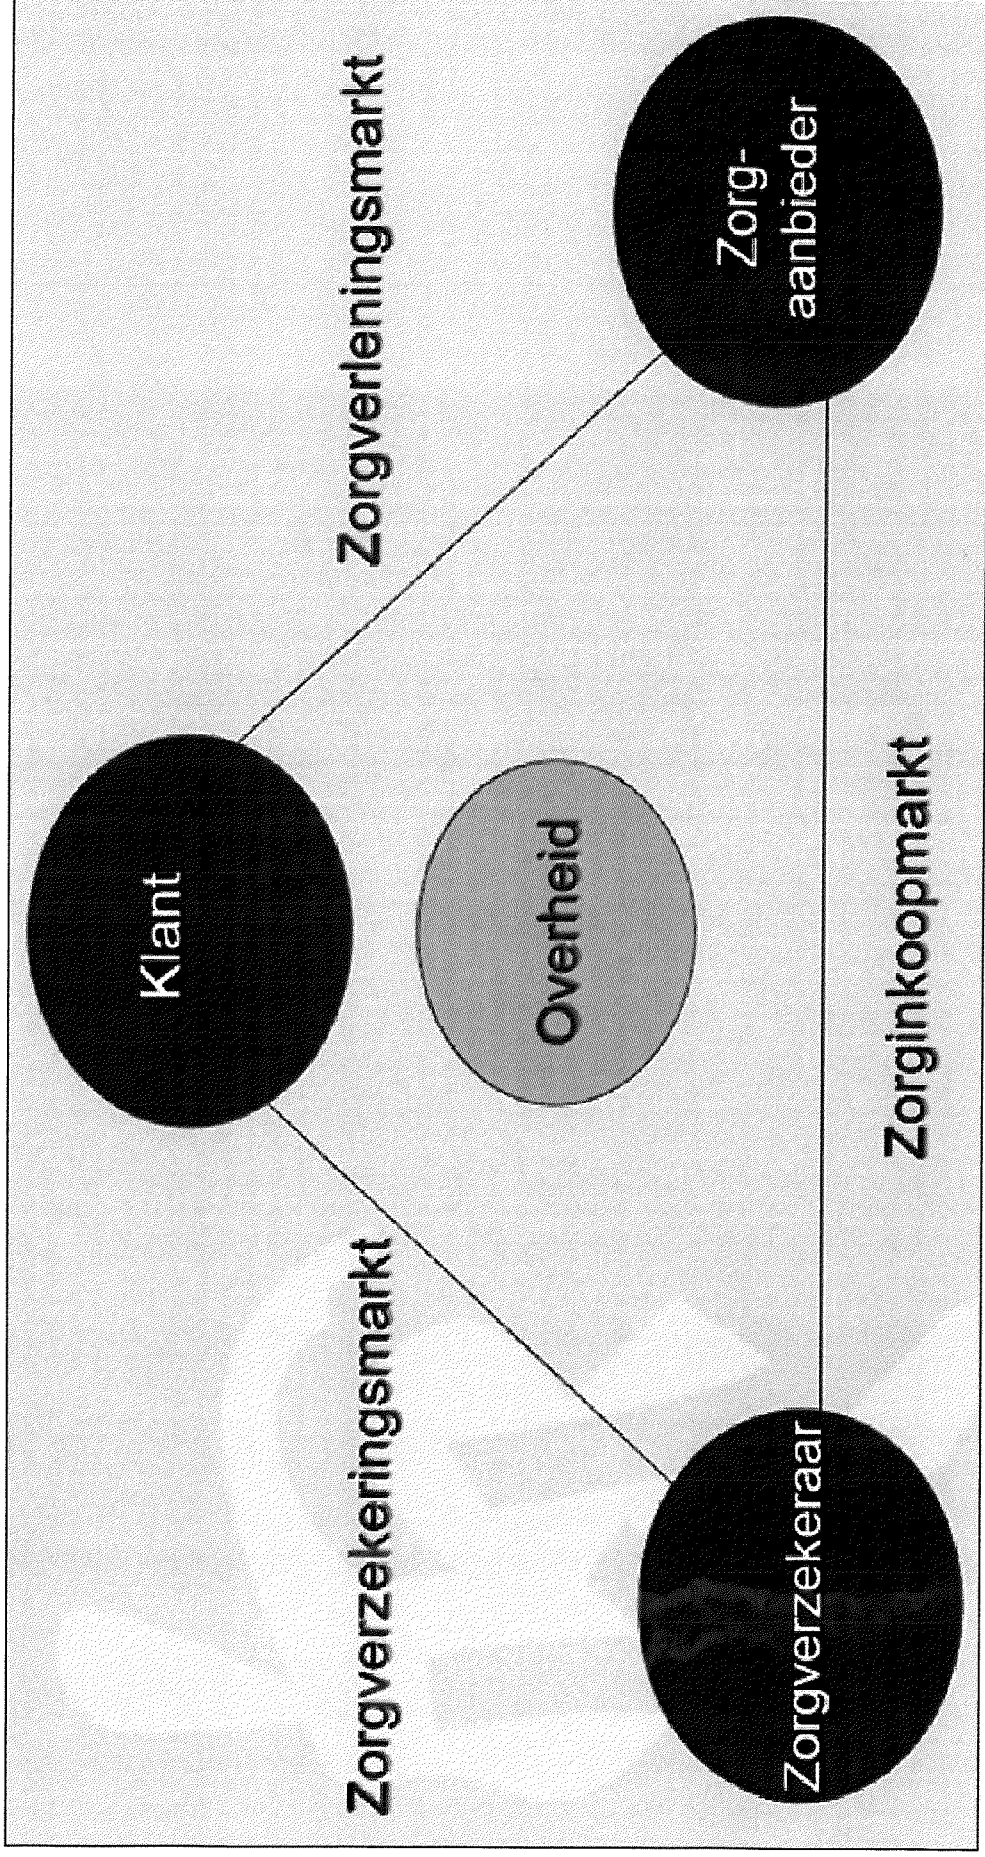 Klant
Zorgverzekeringsmarkt
Zorgverleningsmarkt
Overheid
Zorgverzekeraar
Zorg-
aanbieder
Zorginkoopmarkt